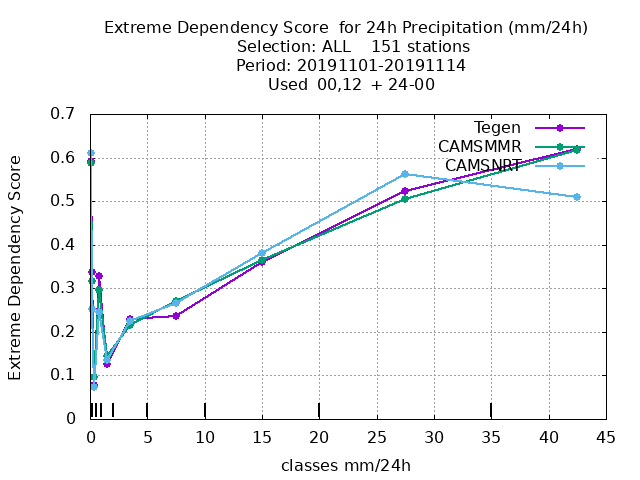 Extreme Dependency Score  for 24h Precipitation (mm/24h)
Selection: ALL    151 stations
Period: 20191101-20191114
Used  00,12  + 24-00
Extreme Dependency Score
0.7
0.6
0.5
0.4
0.3
0.2
0.1
0
Tegen
CAMSMMR
CAMSNRT
0 5 10 15 20 25 30 35 40 45
classes mm/24h